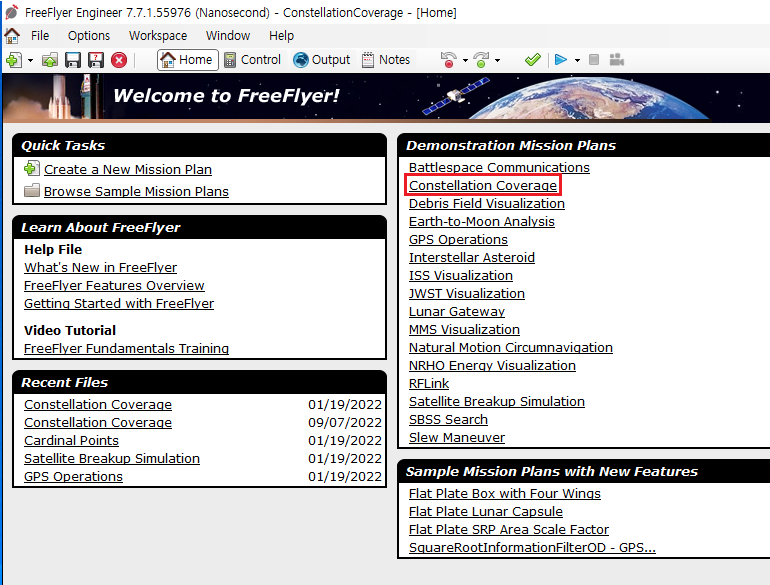 FreeFlyer Engineer 7.7.1.55976 (Nanosecond) - ConstellationCoverage - [Home]
File Options Workspace Window Help
Home Control Output Notes
Welcome to FreeFlyer!
Quick Tasks
Create a New Mission Plan
Browse Sample Mission Plans
Learn About FreeFlyer
Help File
What's New in FreeFlyer
FreeFlyer Features Overview
Getting Started with FreeFlyer
Video Tutorial
FreeFlyer Fundamentals Training
Recent Files
Constellation Coverage 01/19/2022
Constellation Coverage 09/07/2022
Cardinal Points 01/19/2022
Satellite Breakup Simulation 01/19/2022
GPS Operations 01/19/2022
Demonstration Mission Plans
Battlespace Communications
Constellation Coverage
Debris Field Visualization
Earth-to-Moon Analysis
GPS Operations
Interstellar Asteroid
ISS Visualization
JWST Visualization
Lunar Gateway
MMS Visualization
Natural Motion Circumnavigation
NRHO Energy Visualization
RFLink
Satellite Breakup Simulation
SBSS Search
Slew Maneuver
Sample Mission Plans with New Features
Flat Plate Box with Four Wings
Flat Plate Lunar Capsule
Flat Plate SRP Area Scale Factor
SquareRootInformationFilterOD - GPS...